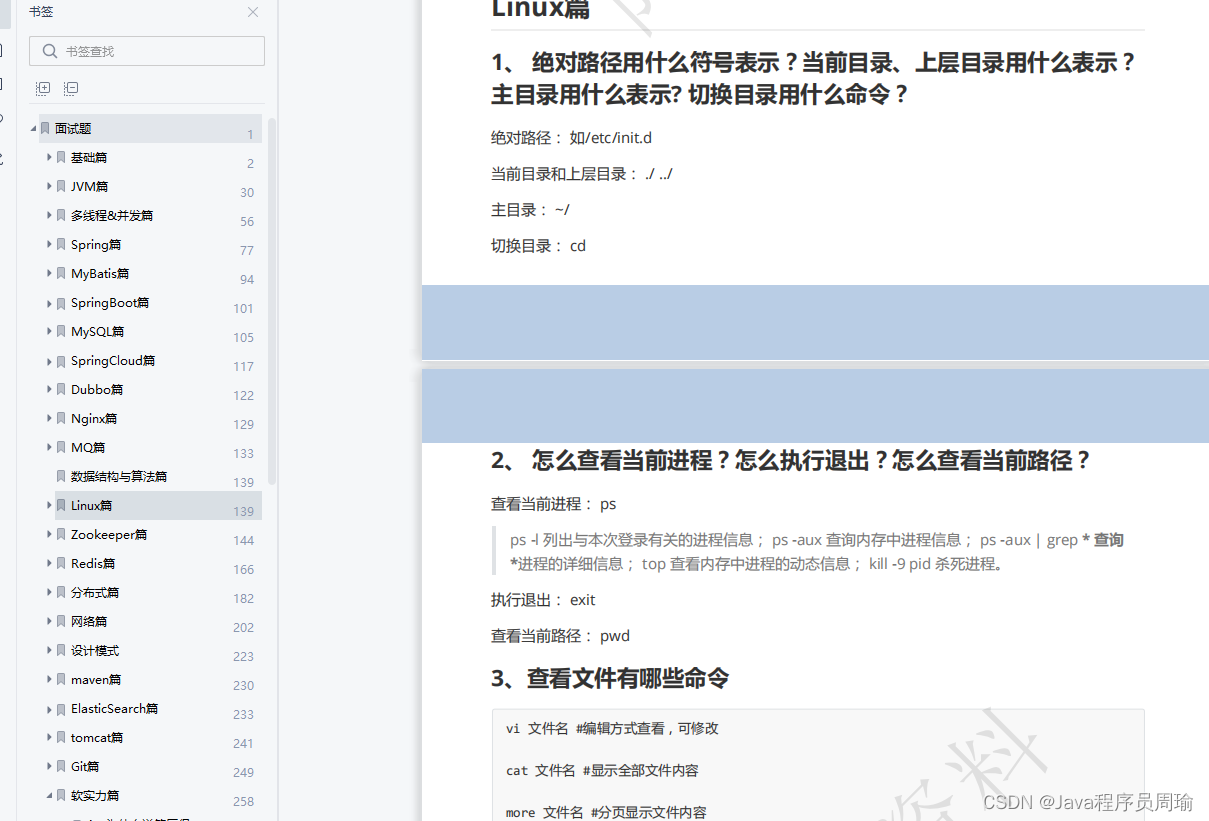 书签
书签查找
面试题 1
基础篇 2
JVM篇 30
多线程&并发篇 56
Spring篇 77
MyBatis篇 94
SpringBoot篇 101
MySQL篇 105
SpringCloud篇 117
Dubbo篇 122
Nginx篇 129
MQ篇 133
数据结构与算法篇 139
Linux篇 139
Zookeeper篇 144
Redis篇 166
分布式篇 182
网络篇 202
设计模式 223
maven篇 230
ElasticSearch篇 233
tomcat篇 241
Git篇 249
软实力篇 258
Linux篇
1、 绝对路径用什么符号表示？当前目录、上层目录用什么表示？
主目录用什么表示? 切换目录用什么命令？
绝对路径： 如/etc/init.d
当前目录和上层目录： ./ ../
主目录： ~/
切换目录： cd
2、 怎么查看当前进程？怎么执行退出？怎么查看当前路径？
查看当前进程： ps
ps -l 列出与本次登录有关的进程信息； ps -aux 查询内存中进程信息； ps -aux | grep * 查询
*进程的详细信息； top 查看内存中进程的动态信息； kill -9 pid 杀死进程。
执行退出： exit
查看当前路径： pwd
3、 查看文件有哪些命令
vi 文件名 #编辑方式查看，可修改
cat 文件名 #显示全部文件内容
more 文件名 #分页显示文件内容
资料
CSDN @Java程序员周瑜